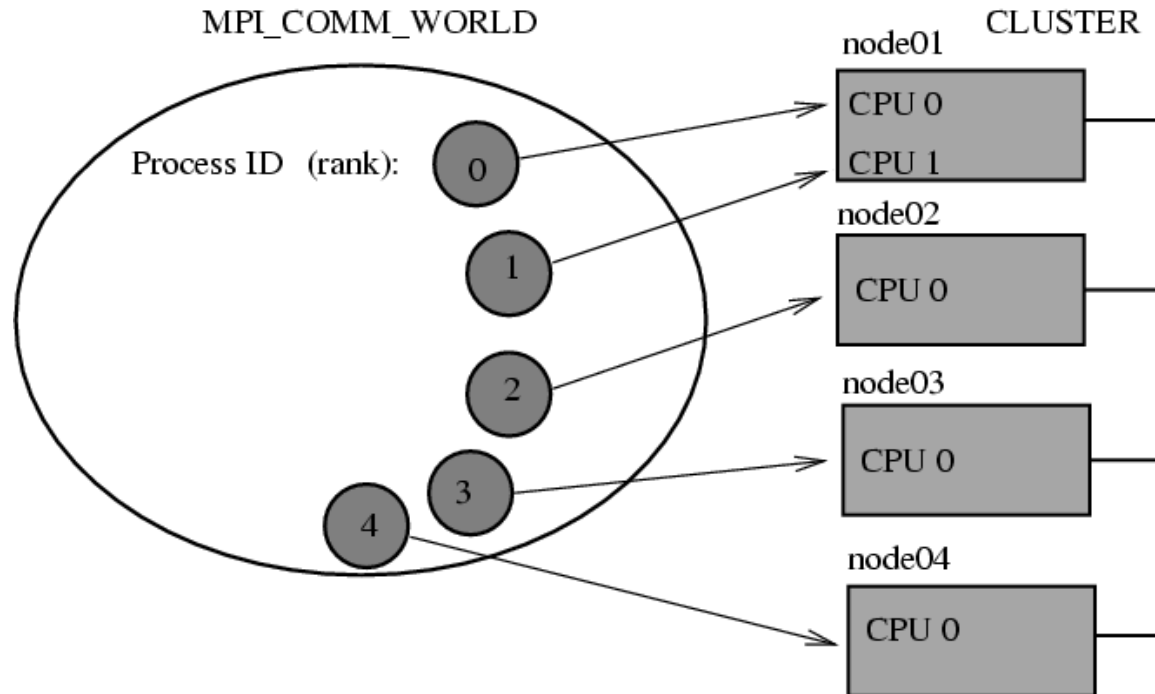 MPI_COMM_WORLD
CLUSTER
node01
CPU 0
CPU 1
Process ID (rank):
0
1
2
3
4
node02
CPU 0
node03
CPU 0
node04
CPU 0